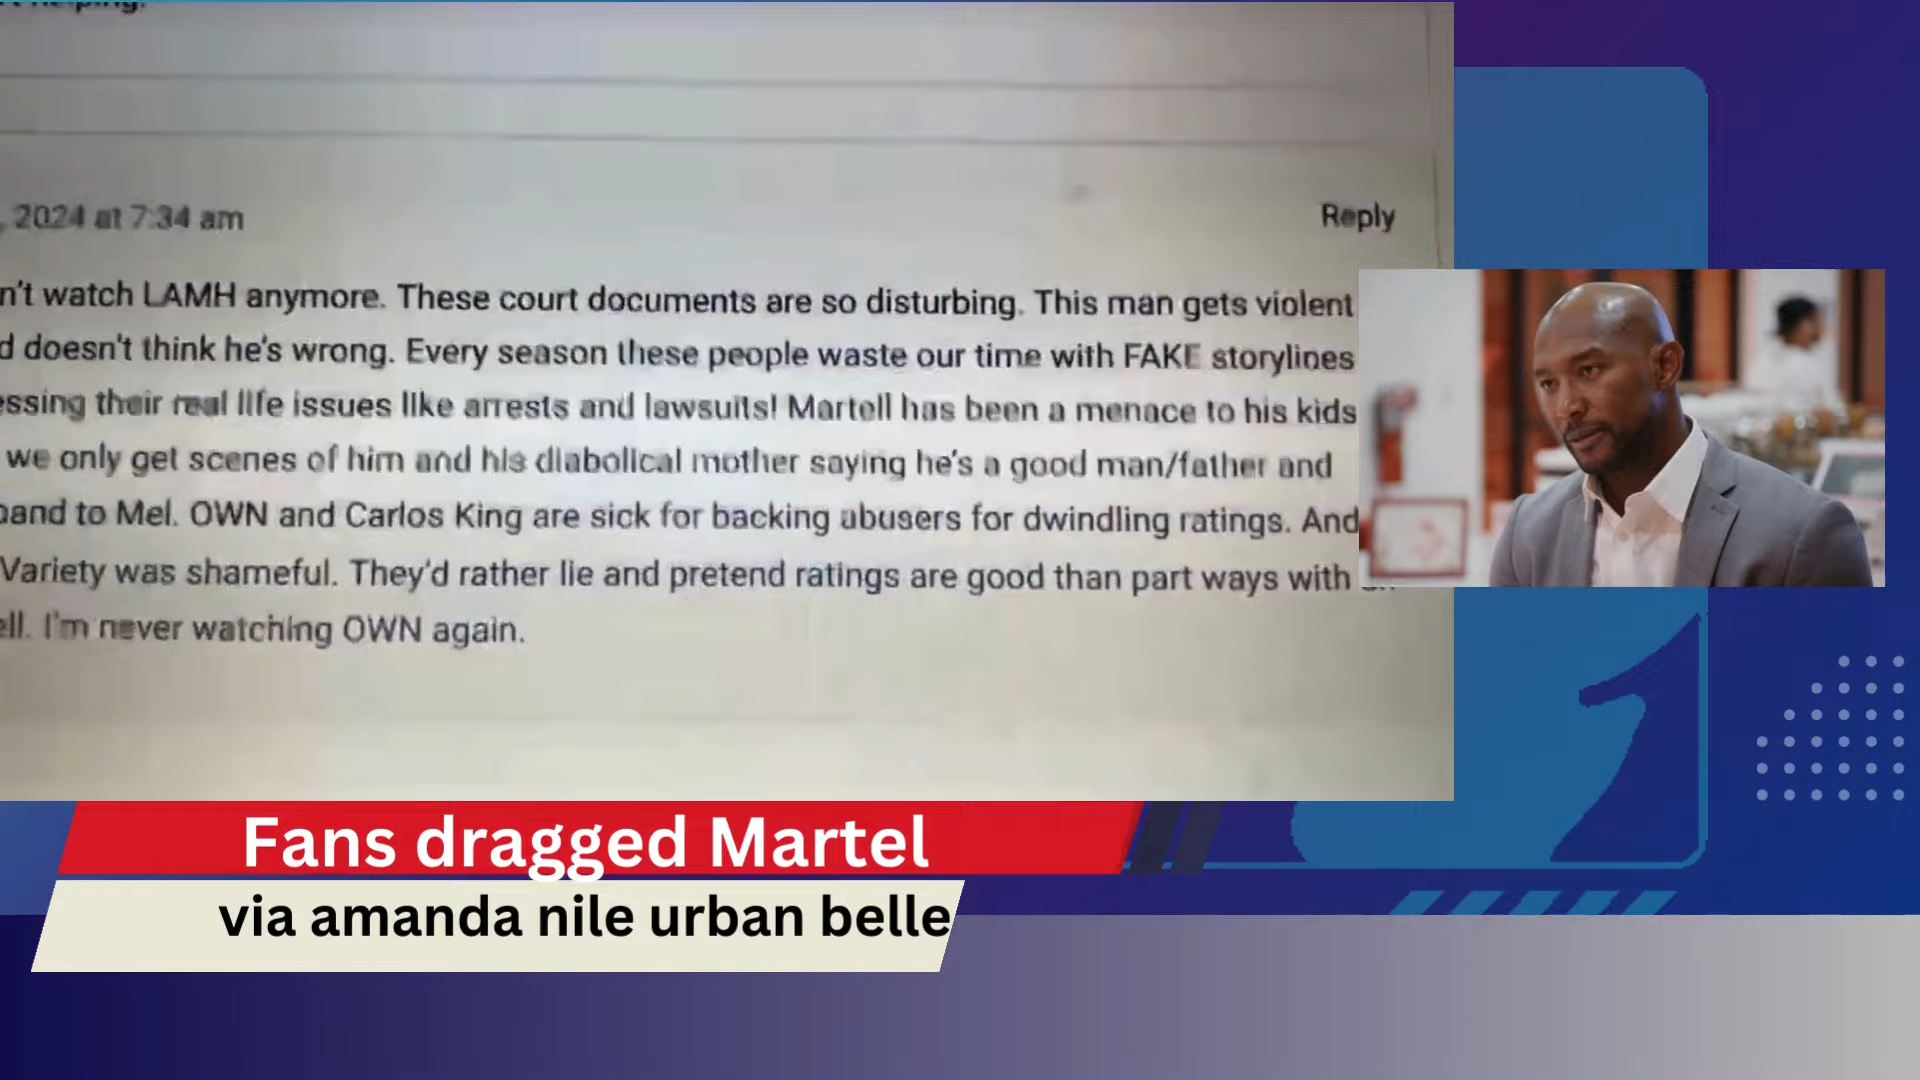 , 2024 at 7:34 am
Reply
n't watch LAMH anymore. These court documents are so disturbing. This man gets violent
d doesn't think he's wrong. Every season these people waste our time with FAKE storylines
essing their real life issues like arrests and lawsuits! Martell has been a menace to his kids
we only get scenes of him and his diabolical mother saying he's a good man/father and
band to Mel. OWN and Carlos King are sick for backing abusers for dwindling ratings. And
Variety was shameful. They'd rather lie and pretend ratings are good than part ways with
ell. I'm never watching OWN again.
Fans dragged Martel
via amanda nile urban belle